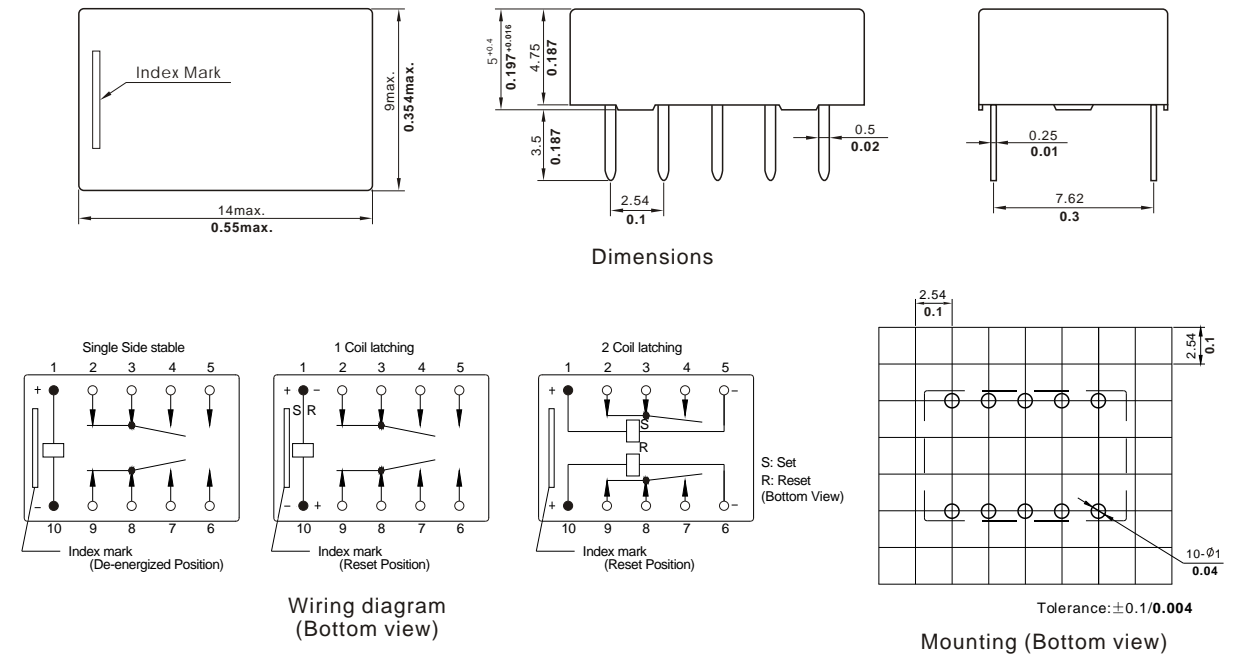 Index Mark
14max.
0.55max.
9max.
0.354max.
5+0.4
0.197+0.016
4.75
0.187
3.5
0.187
2.54
0.1
0.5
0.02
0.25
0.01
7.62
0.3
Dimensions
Single Side stable
1 2 3 4 5
+
−
10 9 8 7 6
Index mark
(De-energized Position)
1 Coil latching
1 2 3 4 5
+ −
S R
− +
10 9 8 7 6
Index mark
(Reset Position)
2 Coil latching
1 2 3 4 5
+ −
S
R
+ −
10 9 8 7 6
Index mark
(Reset Position)
S: Set
R: Reset
(Bottom View)
Wiring diagram
(Bottom view)
2.54
0.1
2.54
0.1
10-Ø1
0.04
Tolerance:±0.1/0.004
Mounting (Bottom view)